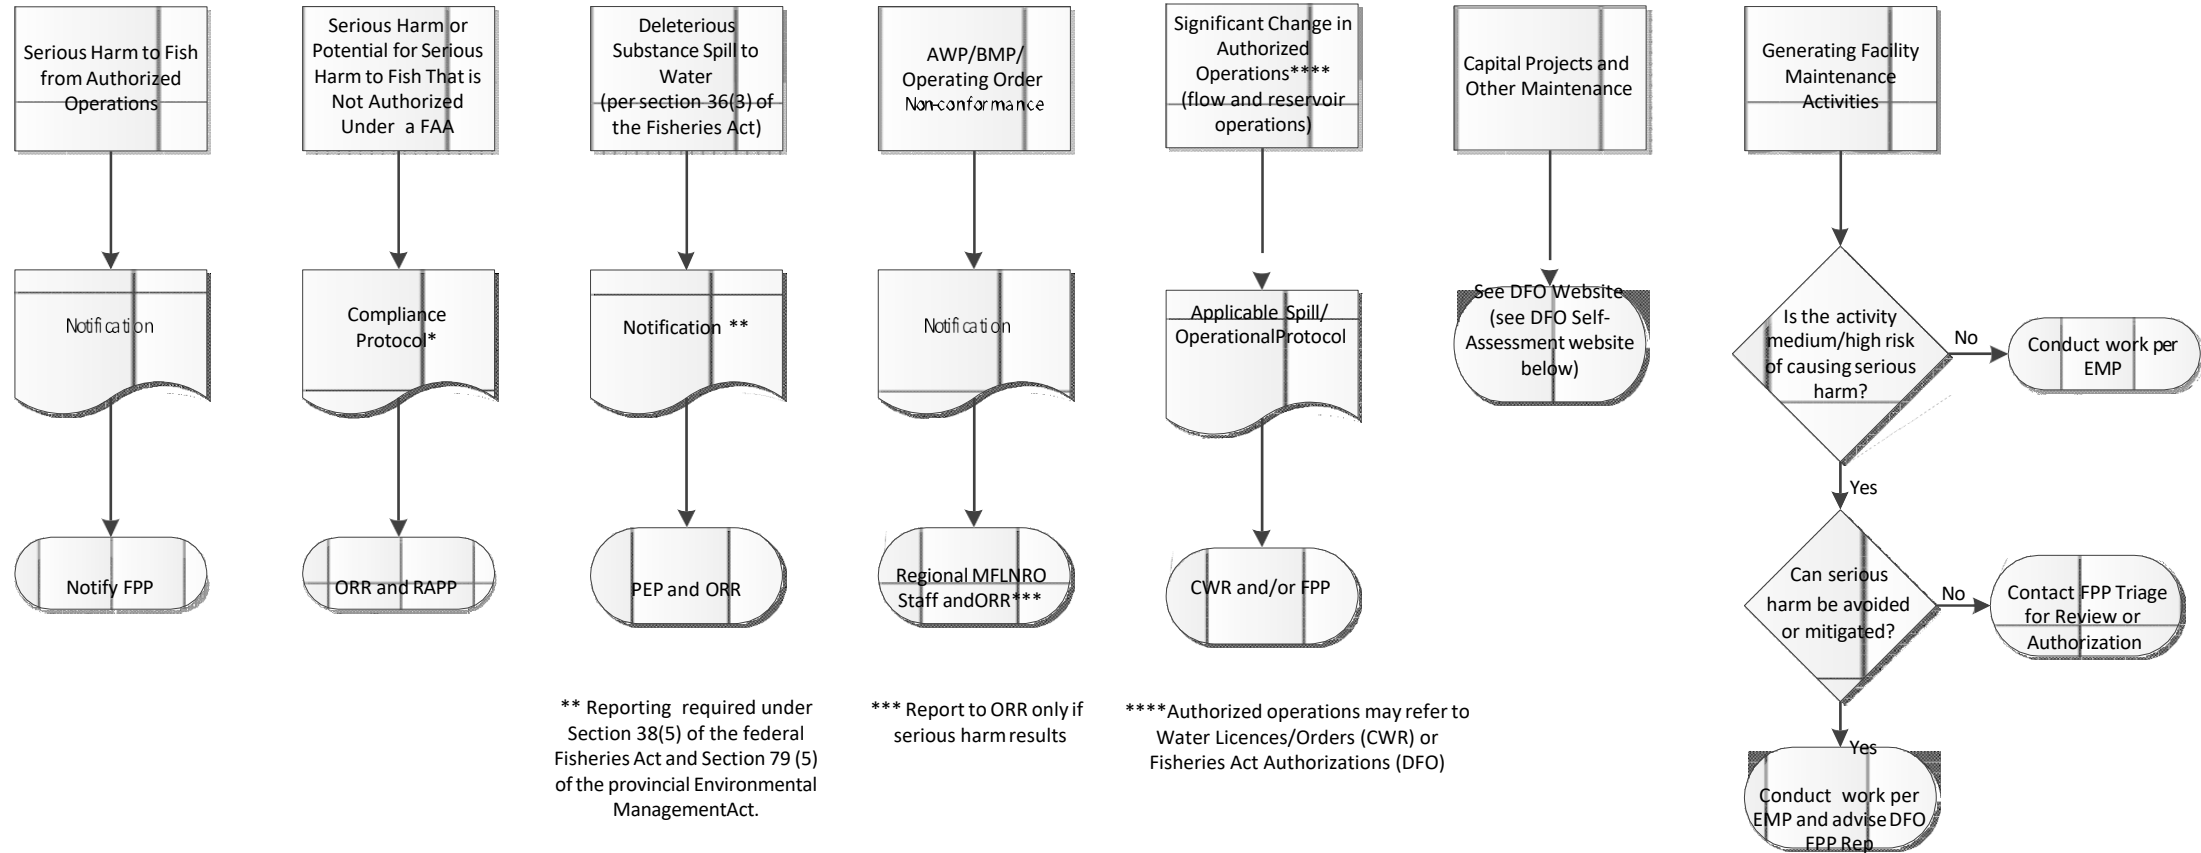 Serious Harm to Fish
from Authorized
Operations
Serious Harm or
Potential for Serious
Harm to Fish That is
Not Authorized
Under a FAA
Deleterious
Substance Spill to
Water
(per section 36(3) of
the Fisheries Act)
AWP/BMP/
Operating Order
Non-conformance
Significant Change in
Authorized
Operations****
(flow and reservoir
operations)
Capital Projects and
Other Maintenance
Generating Facility
Maintenance
Activities
Notification
Compliance
Protocol*
Notification **
Notification
Applicable Spill/
OperationalProtocol
See DFO Website
(see DFO Self-
Assessment website
below)
Is the activity
medium/high risk
of causing serious
harm?
No
Conduct work per
EMP
Yes
Notify FPP
ORR and RAPP
PEP and ORR
Regional MFLNRO
Staff andORR***
CWR and/or FPP
Can serious
harm be avoided
or mitigated?
No
Contact FPP Triage
for Review or
Authorization
Yes
Conduct work per
EMP and advise DFO
FPP Rep
** Reporting required under
Section 38(5) of the federal
Fisheries Act and Section 79 (5)
of the provincial Environmental
ManagementAct.
*** Report to ORR only if
serious harm results
****Authorized operations may refer to
Water Licences/Orders (CWR) or
Fisheries Act Authorizations (DFO)